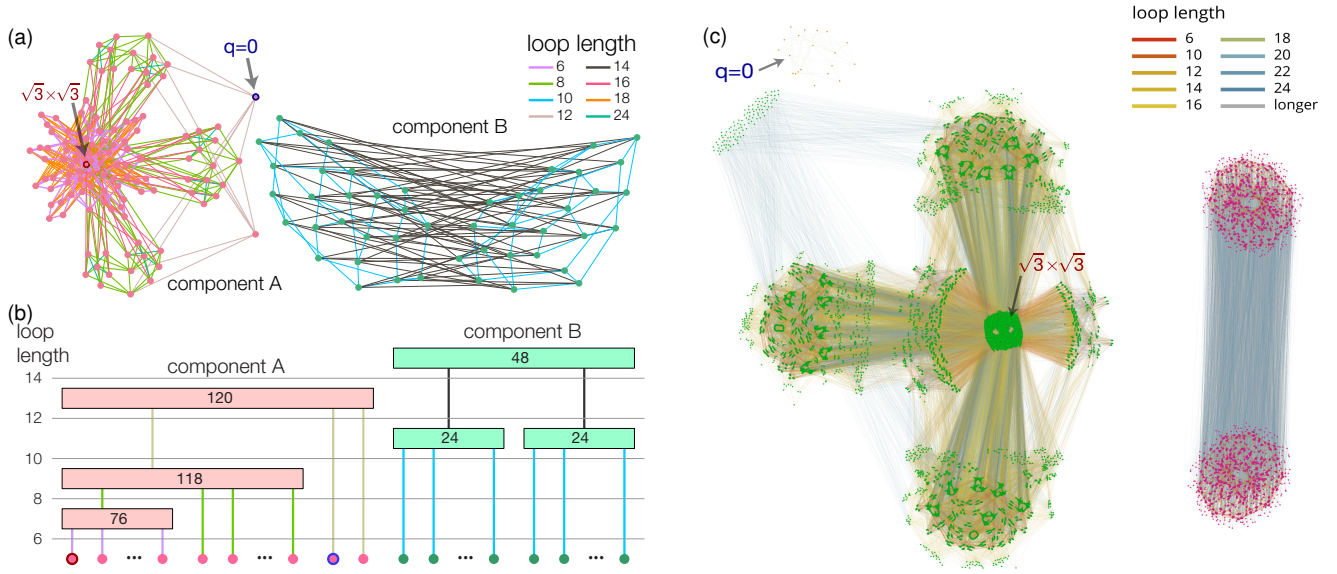 (a)
q=0
√3×√3
loop length
6 14
8 16
10 18
12 24
component B
component A
(b)
loop
length
component A
component B
14
12
10
8
6
48
120
24 24
118
76
... ... ... ...
(c)
q=0
√3×√3
loop length
6 18
10 20
12 22
14 24
16 longer